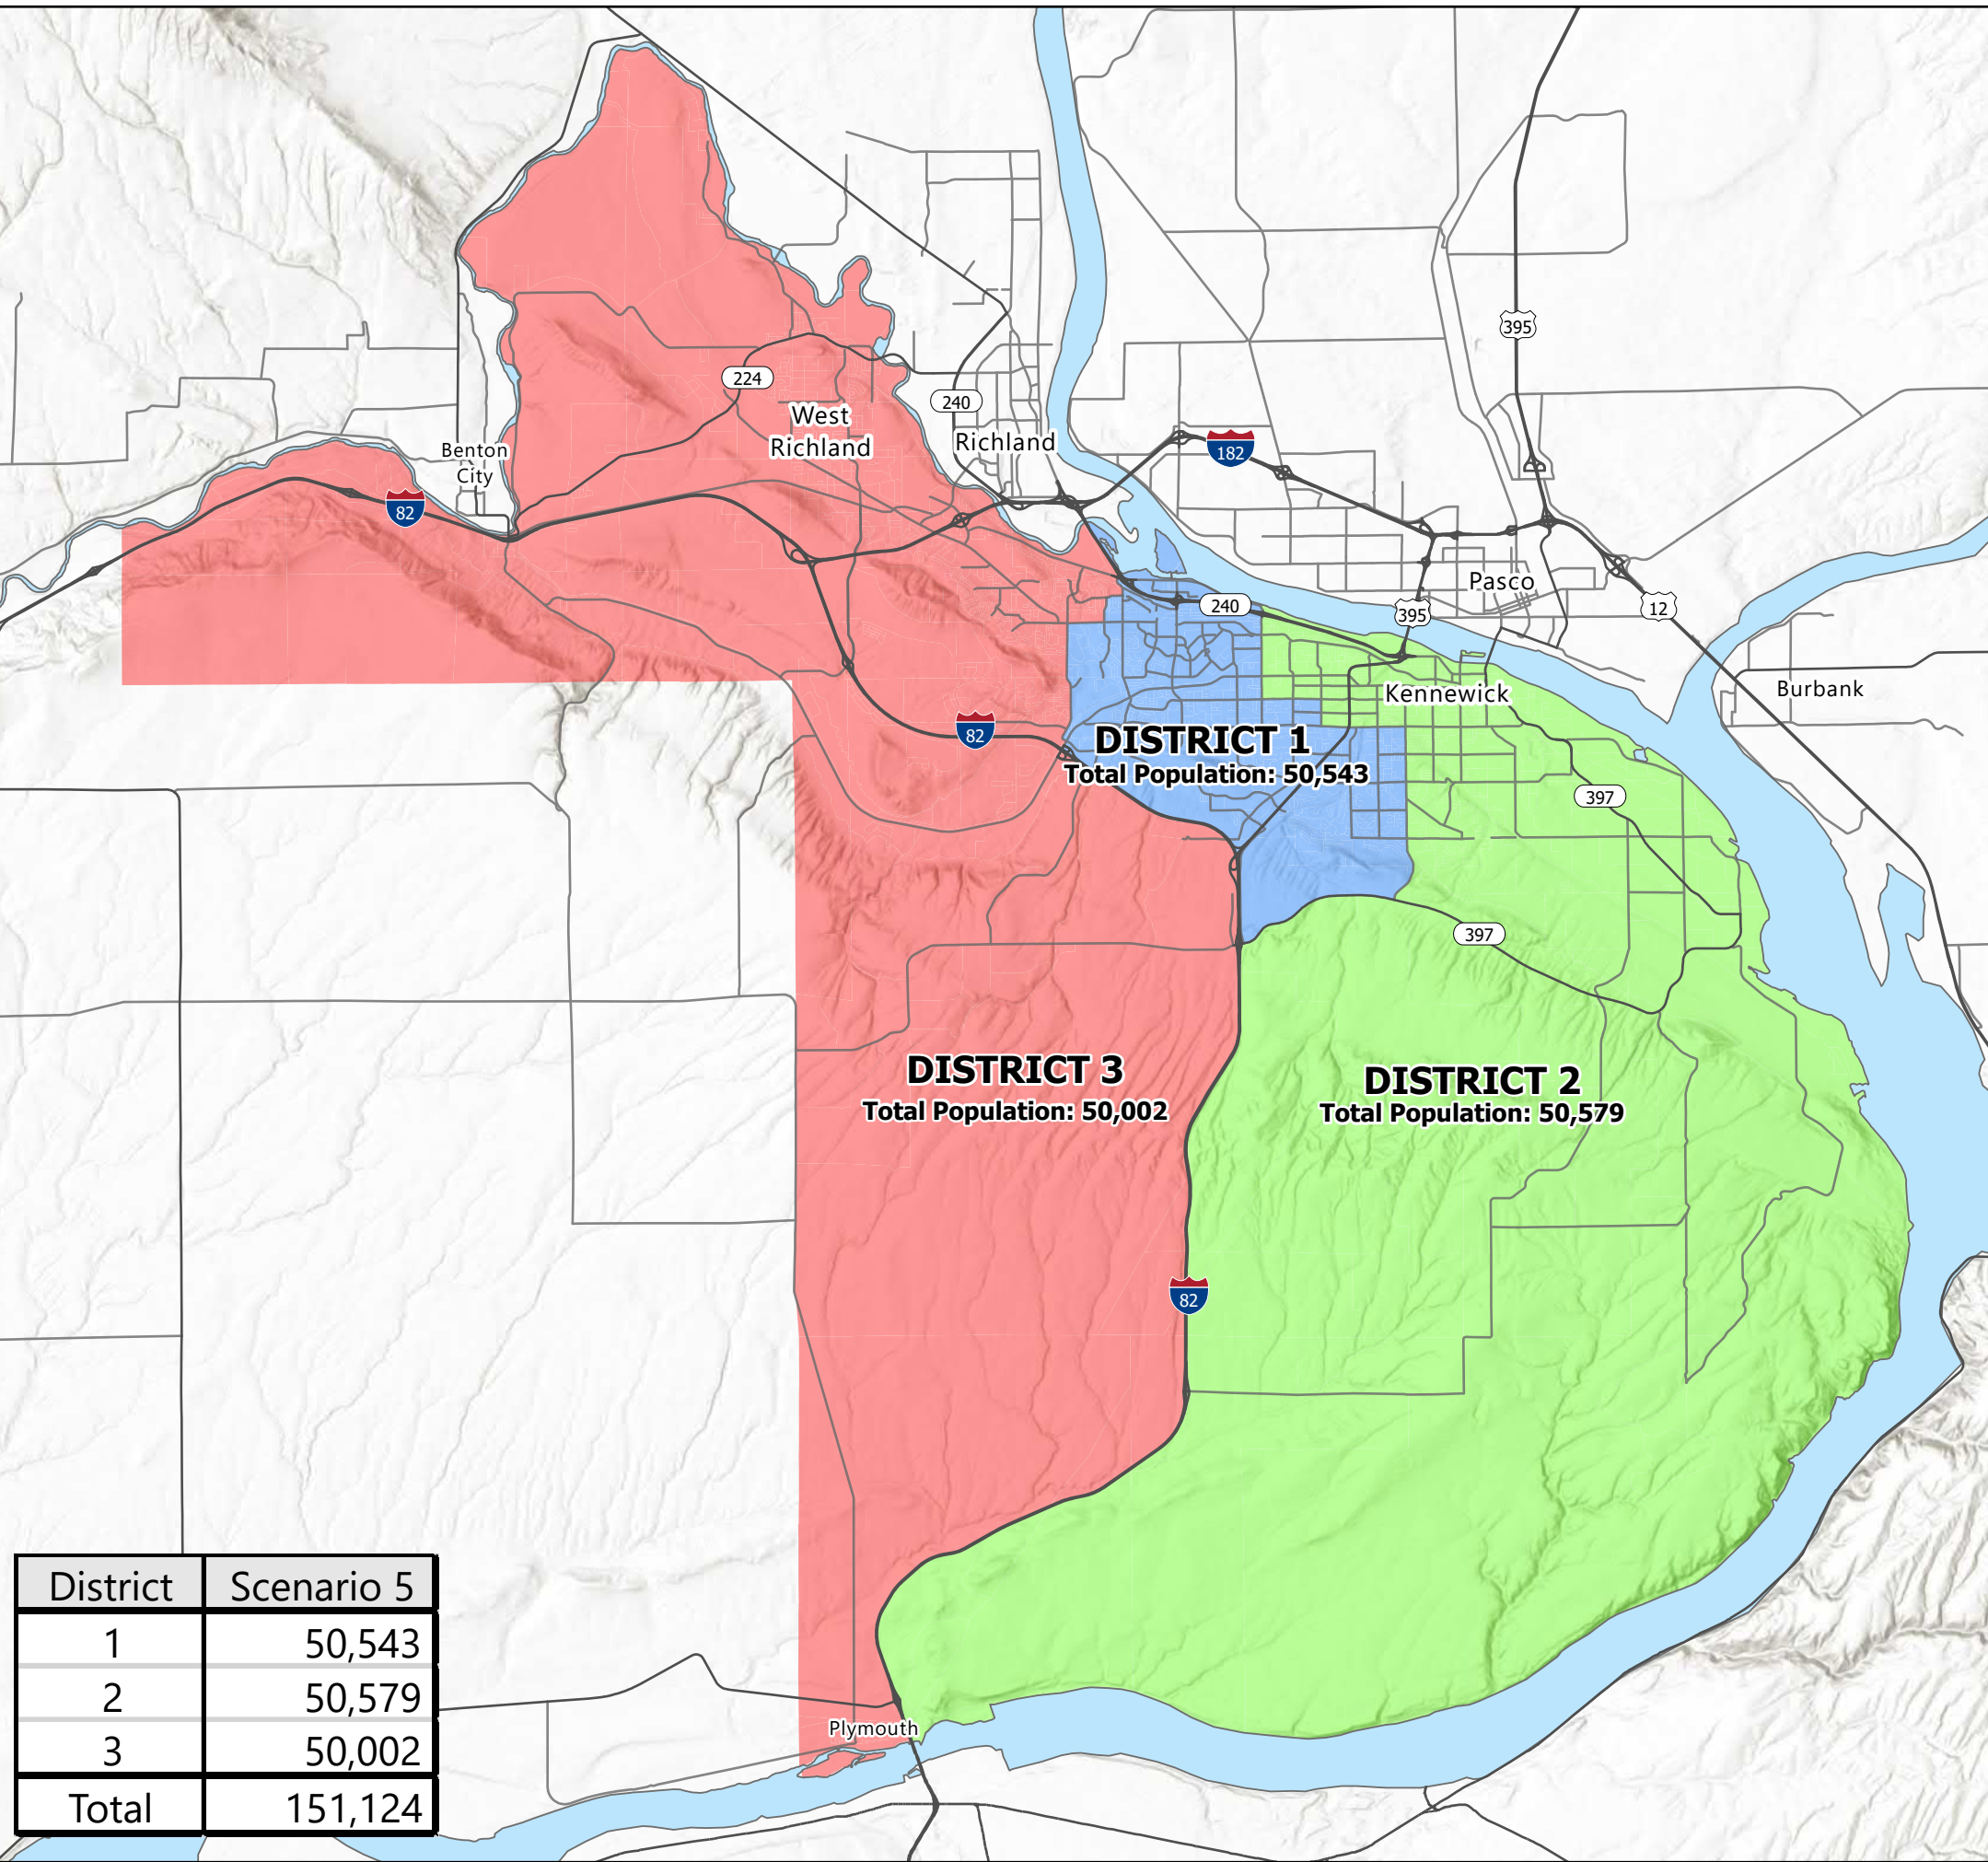 395
224
West
Richland
240
Richland
Benton
City
182
82
Pasco
240
395
12
Kennewick
Burbank
82
DISTRICT 1
Total Population: 50,543
397
397
DISTRICT 3
Total Population: 50,002
DISTRICT 2
Total Population: 50,579
82
District Scenario 5
1 50,543
2 50,579
3 50,002
Total 151,124
Plymouth